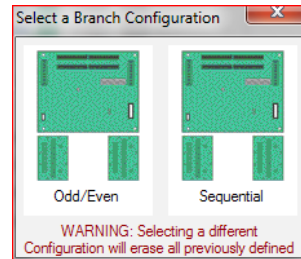 Select a Branch Configuration
Odd/Even
Sequential
WARNING: Selecting a different
Configuration will erase all previously defined